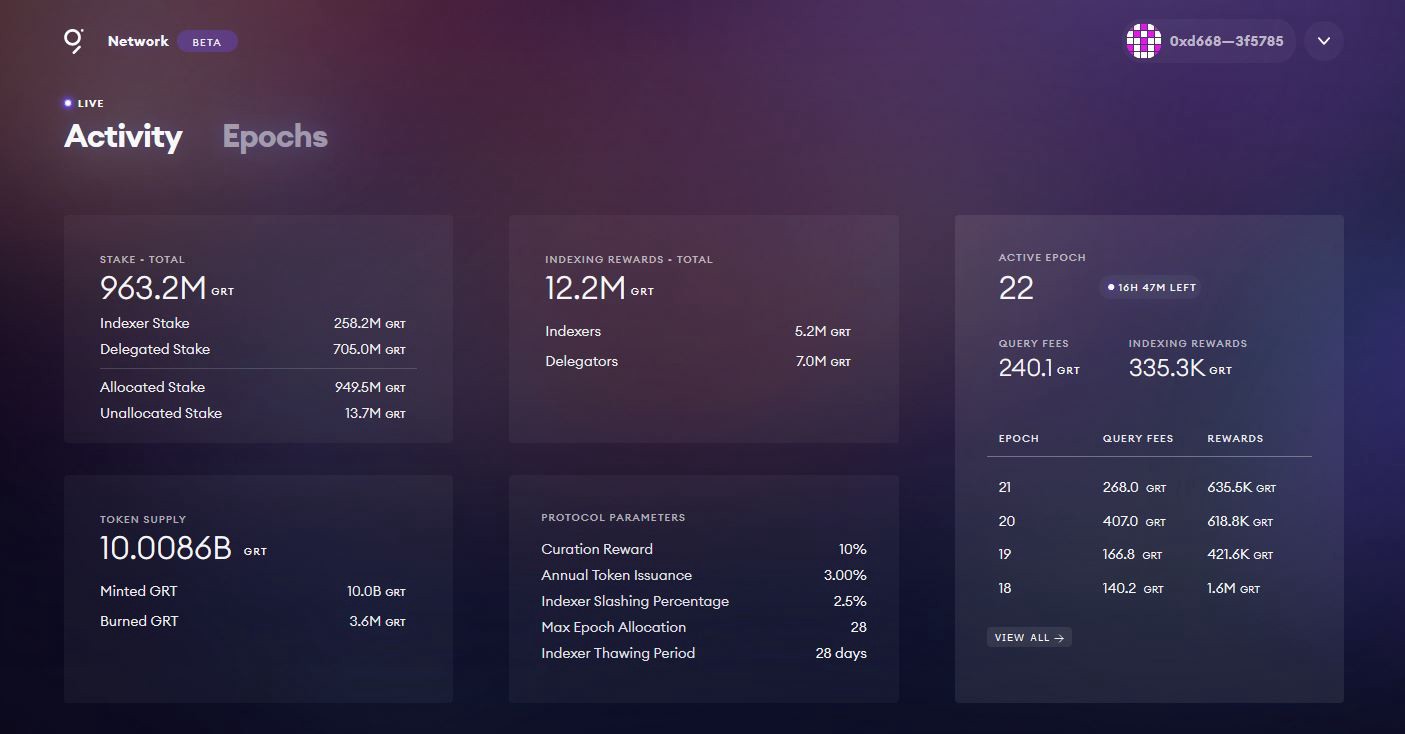 Network BETA
0xd668—3f5785
LIVE
Activity Epochs
STAKE - TOTAL
963.2M GRT
Indexer Stake 258.2M GRT
Delegated Stake 705.0M GRT
Allocated Stake 949.5M GRT
Unallocated Stake 13.7M GRT
INDEXING REWARDS - TOTAL
12.2M GRT
Indexers 5.2M GRT
Delegators 7.0M GRT
ACTIVE EPOCH
22 16H 47M LEFT
QUERY FEES INDEXING REWARDS
240.1 GRT 335.3K GRT
EPOCH QUERY FEES REWARDS
21 268.0 GRT 635.5K GRT
20 407.0 GRT 618.8K GRT
19 166.8 GRT 421.6K GRT
18 140.2 GRT 1.6M GRT
VIEW ALL →
TOKEN SUPPLY
10.0086B GRT
Minted GRT 10.0B GRT
Burned GRT 3.6M GRT
PROTOCOL PARAMETERS
Curation Reward 10%
Annual Token Issuance 3.00%
Indexer Slashing Percentage 2.5%
Max Epoch Allocation 28
Indexer Thawing Period 28 days